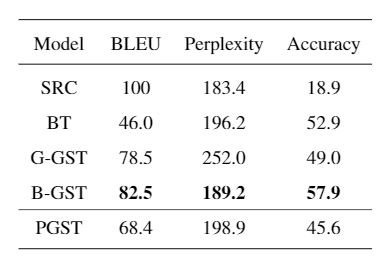 Model BLEU Perplexity Accuracy
SRC 100 183.4 18.9
BT 46.0 196.2 52.9
G-GST 78.5 252.0 49.0
B-GST 82.5 189.2 57.9
PGST 68.4 198.9 45.6